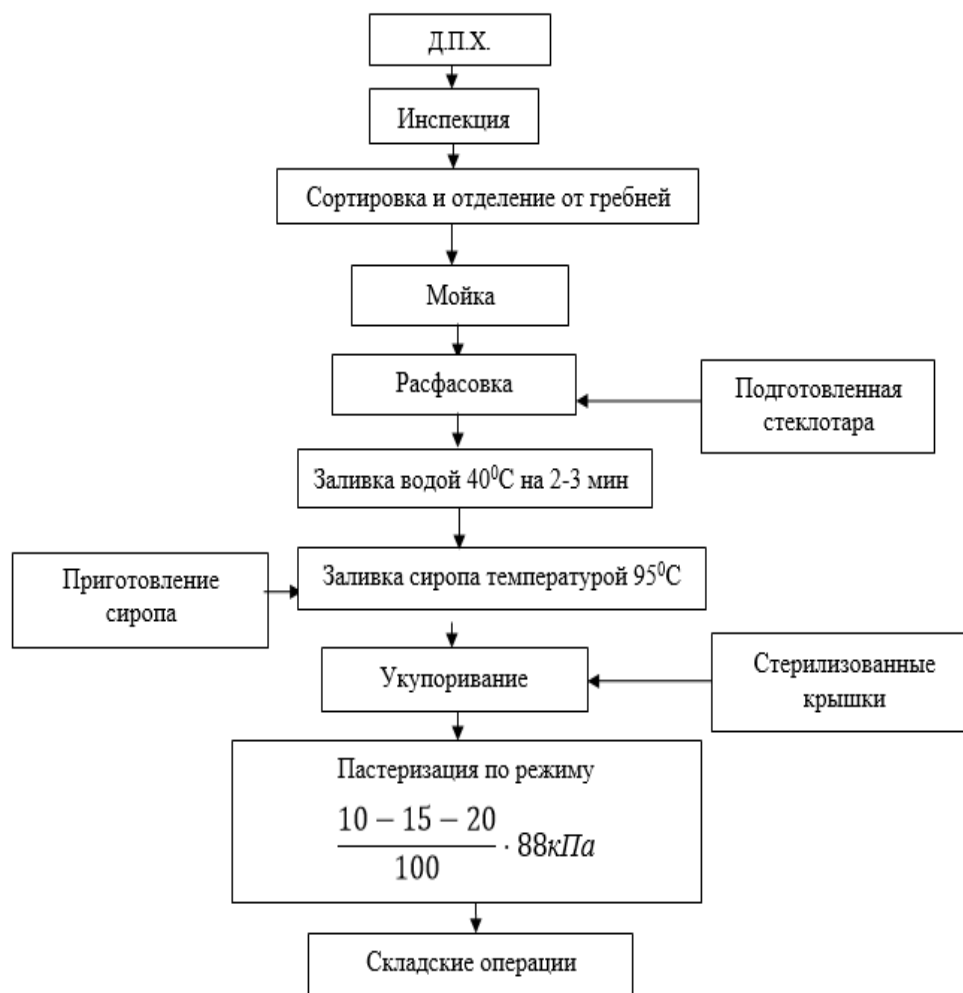 Д.П.Х.
Инспекция
Сортировка и отделение от гребней
Мойка
Расфасовка
Подготовленная
стеклотара
Заливка водой 40⁰С на 2-3 мин
Приготовление
сиропа
Заливка сиропа температурой 95⁰С
Укупоривание
Стерилизованные
крышки
Пастеризация по режиму
10 − 15 − 20
100
· 88кПа
Складские операции